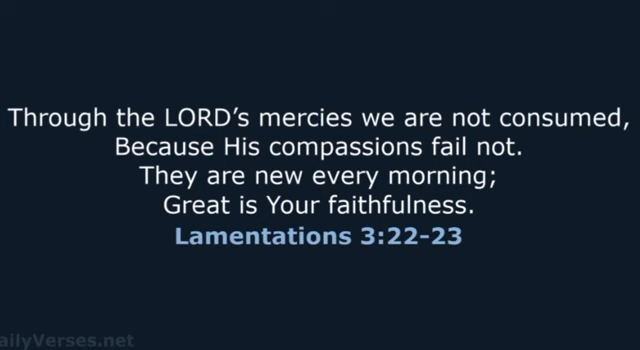 Through the LORD’s mercies we are not consumed,
Because His compassions fail not.
They are new every morning;
Great is Your faithfulness.
Lamentations 3:22-23
ailyVerses.net